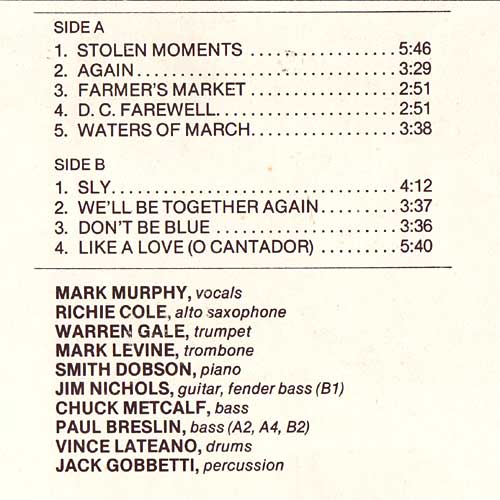 SIDE A
1. STOLEN MOMENTS .................. 5:46
2. AGAIN................................ 3:29
3. FARMER'S MARKET .................. 2:51
4. D. C. FAREWELL...................... 2:51
5. WATERS OF MARCH.................. 3:38
SIDE B
1. SLY.................................. 4:12
2. WE'LL BE TOGETHER AGAIN.......... 3:37
3. DON'T BE BLUE ...................... 3:36
4. LIKE A LOVE (O CANTADOR) .......... 5:40
MARK MURPHY, vocals
RICHIE COLE, alto saxophone
WARREN GALE, trumpet
MARK LEVINE, trombone
SMITH DOBSON, piano
JIM NICHOLS, guitar, fender bass (B1)
CHUCK METCALF, bass
PAUL BRESLIN, bass (A2, A4, B2)
VINCE LATEANO, drums
JACK GOBBETTI, percussion